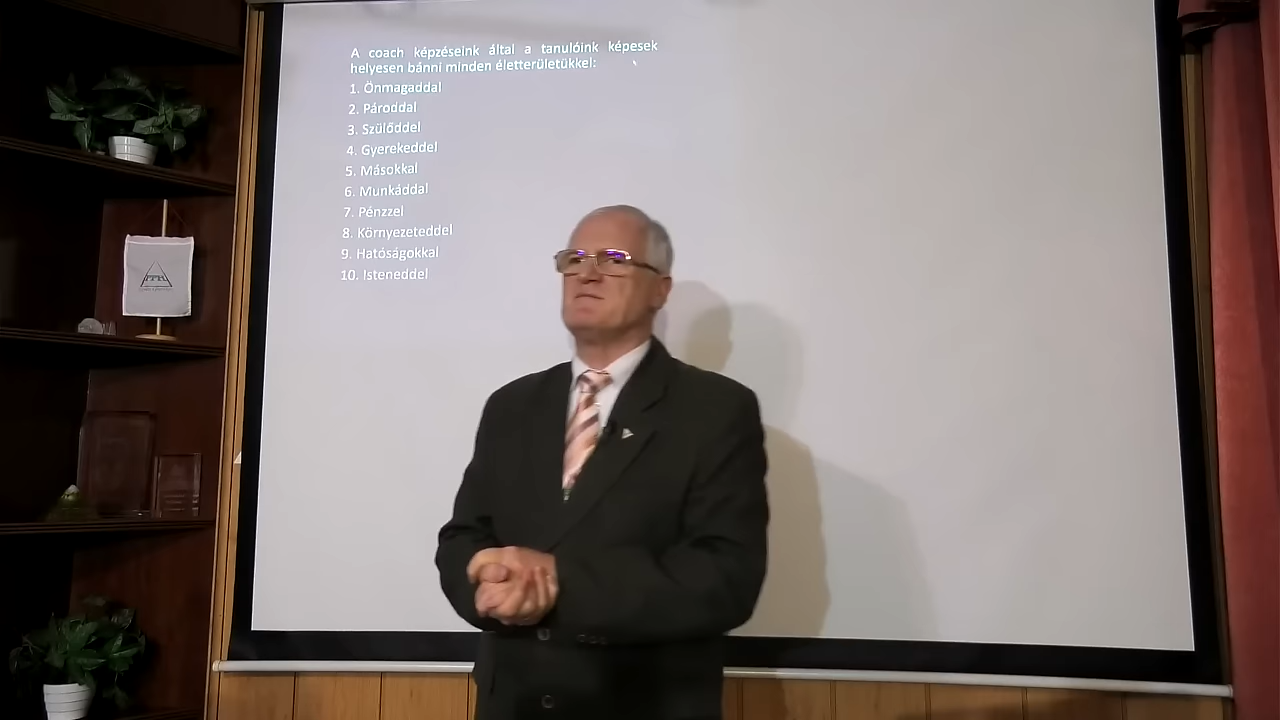 A coach képzéseink által a tanulóink képesek
helyesen bánni minden életterületükkel:
1. Önmagaddal
2. Pároddal
3. Szülőddel
4. Gyerekeddel
5. Másokkal
6. Munkáddal
7. Pénzzel
8. Környezeteddel
9. Hatóságokkal
10. Isteneddel